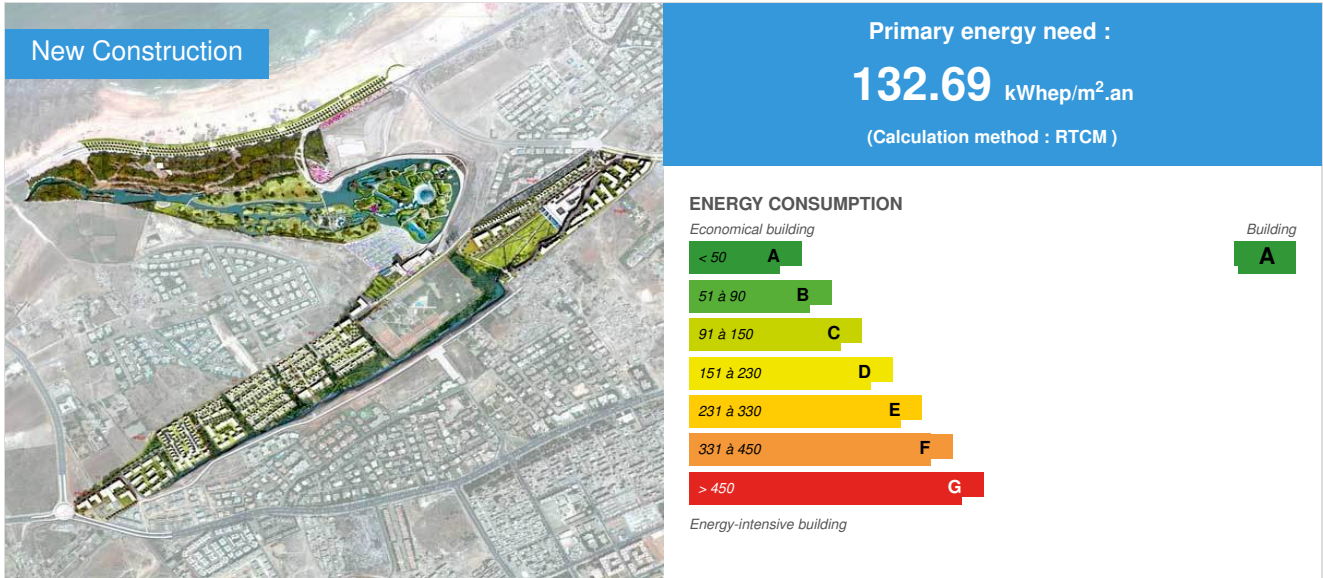 New Construction
Primary energy need :
132.69 kWhep/m².an
(Calculation method : RTCM )
ENERGY CONSUMPTION
Economical building
Building
< 50 A
A
51 à 90 B
91 à 150 C
151 à 230 D
231 à 330 E
331 à 450 F
> 450 G
Energy-intensive building